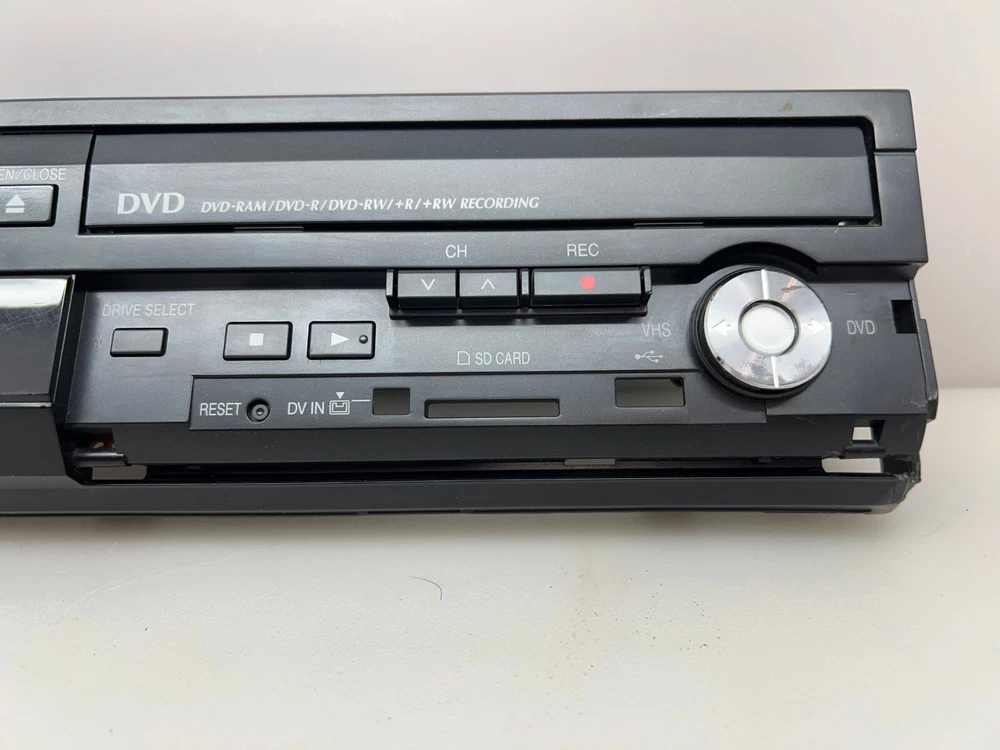 EN/CLOSE
DVD DVD-RAM/DVD-R/DVD-RW/+R/+RW RECORDING
CH REC
DRIVE SELECT
VHS DVD
SD CARD
RESET DV IN